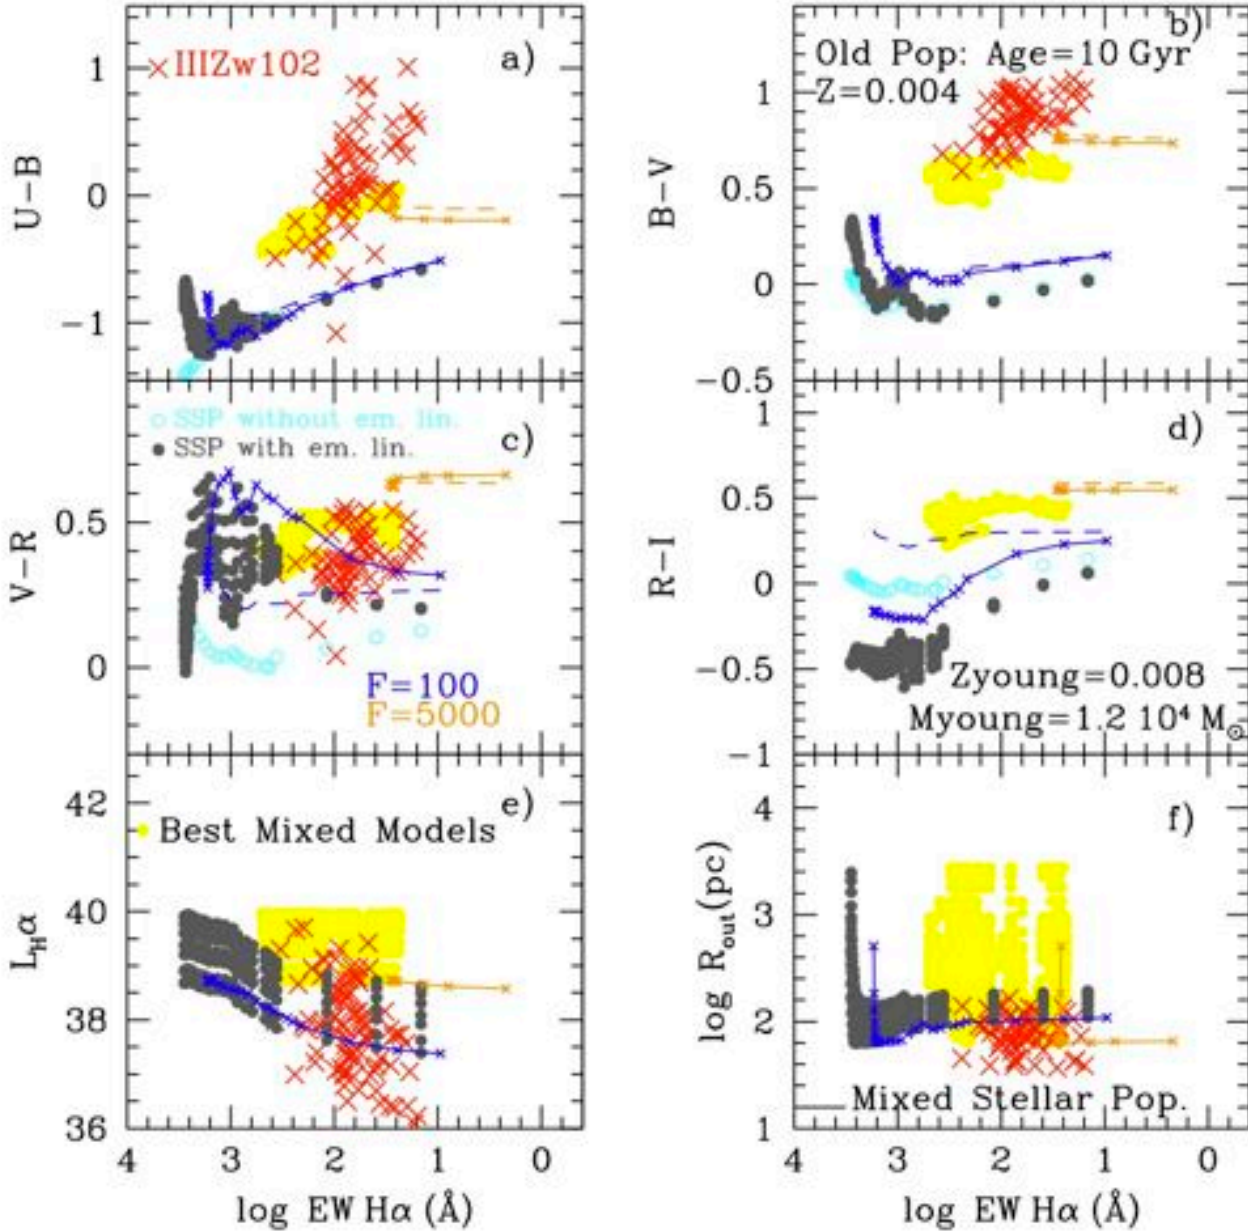 IIIZw102
a)
1
0
−1
U−B
b)
Old Pop: Age=10 Gyr
Z=0.004
1
0.5
0
−0.5
B−V
SSP without em. lin.
SSP with em. lin.
c)
0.5
0
V−R
F=100
F=5000
d)
1
0.5
0
−0.5
−1
R−I
Zyoung=0.008
Myoung=1.2 10⁴ M⊙
e)
Best Mixed Models
42
40
38
36
LHα
4 3 2 1 0
log EW Hα (Å)
f)
4
3
2
1
log Rout(pc)
Mixed Stellar Pop.
4 3 2 1 0
log EW Hα (Å)